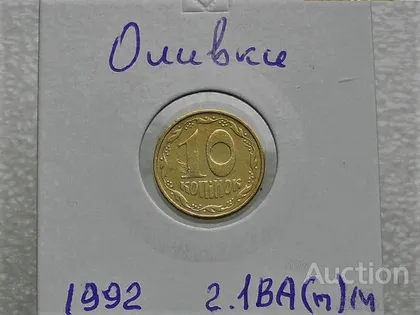 Оливки
10
КОПІЙОК
1992 2.1ВА(m)м
Auction